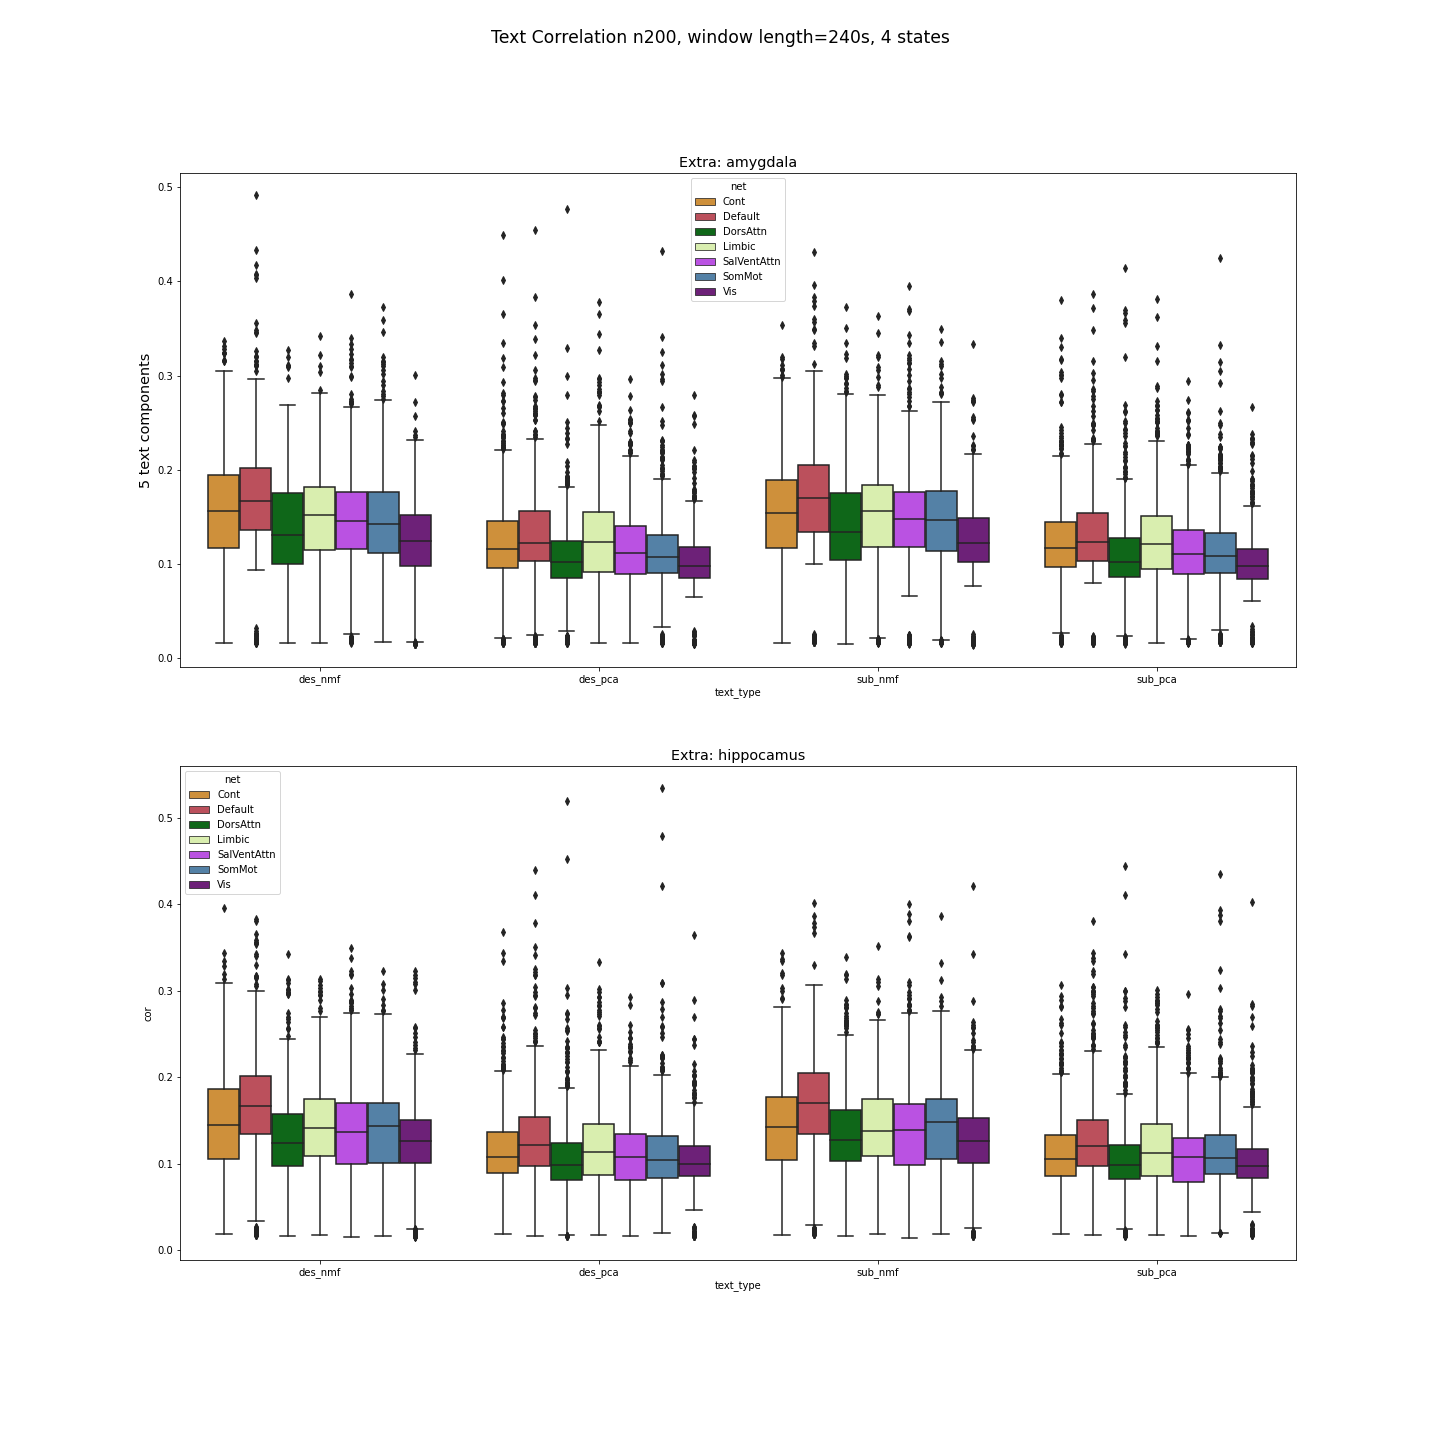 Text Correlation n200, window length=240s, 4 states
Extra: amygdala
net
Cont
Default
DorsAttn
Limbic
SalVentAttn
SomMot
Vis
5 text components
0.5
0.4
0.3
0.2
0.1
0.0
des_nmf des_pca sub_nmf sub_pca
text_type
Extra: hippocamus
net
Cont
Default
DorsAttn
Limbic
SalVentAttn
SomMot
Vis
cor
0.5
0.4
0.3
0.2
0.1
0.0
des_nmf des_pca sub_nmf sub_pca
text_type